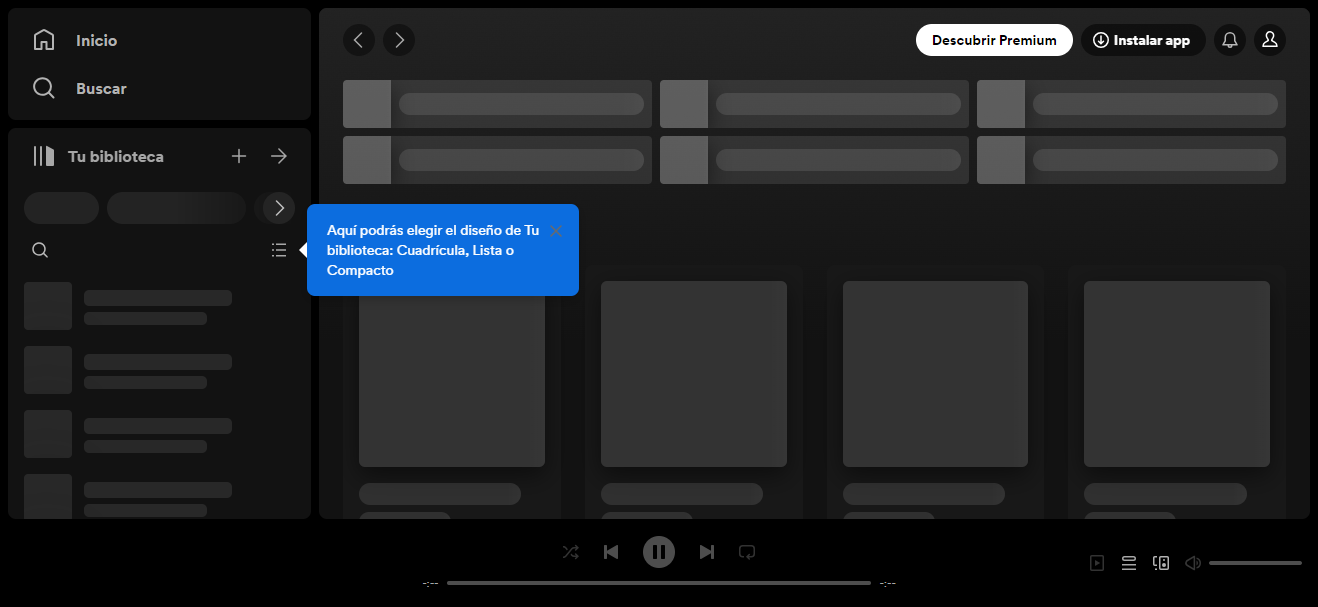 Inicio
Buscar
Tu biblioteca
Descubrir Premium
Instalar app
Aquí podrás elegir el diseño de Tu
biblioteca: Cuadrícula, Lista o
Compacto
-:--
-:--